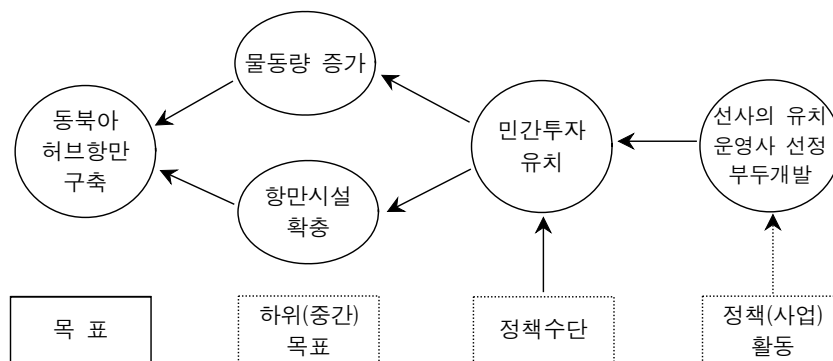 물동량 증가
동북아
허브항만
구축
민간투자
유치
선사의 유치
운영사 선정
부두개발
항만시설
확충
목 표
하위(중간)
목표
정책수단
정책(사업)
활동